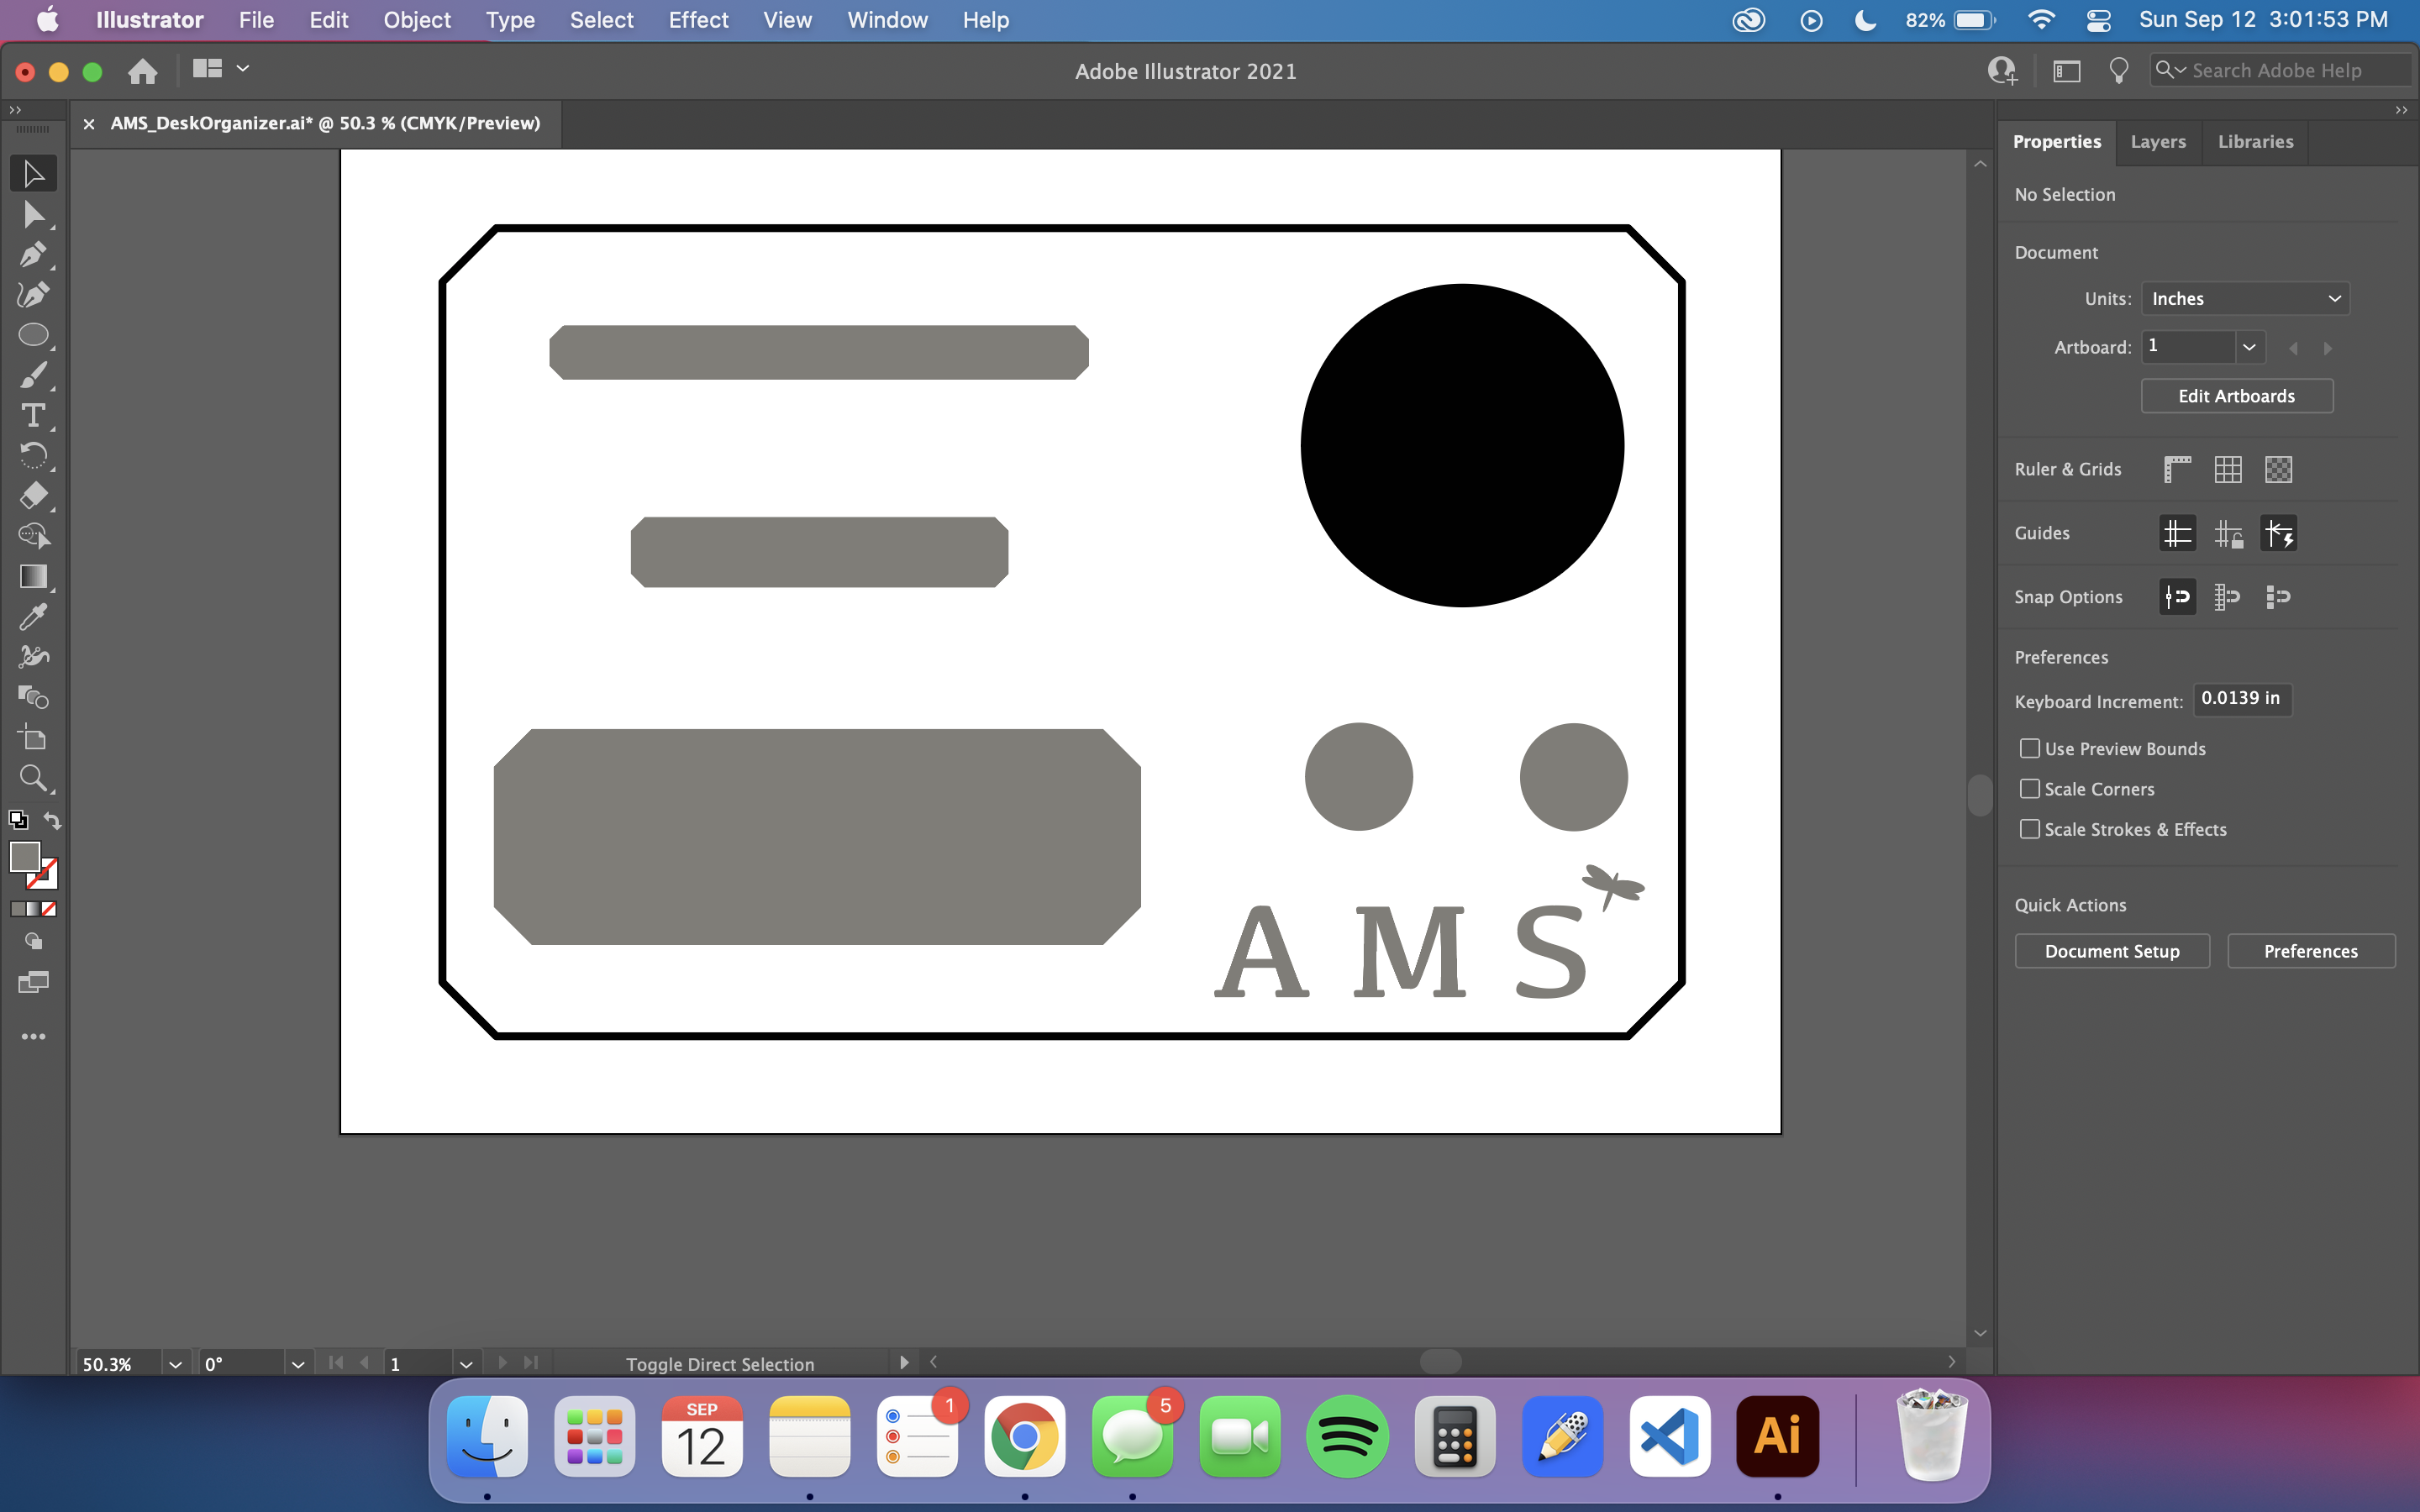 Illustrator File Edit Object Type Select Effect View Window Help 82% Sun Sep 12 3:01:53 PM
Adobe Illustrator 2021
Search Adobe Help
AMS_DeskOrganizer.ai* @ 50.3 % (CMYK/Preview)
Properties Layers Libraries
No Selection
Document
Units: Inches
Artboard: 1
Edit Artboards
Ruler & Grids
Guides
Snap Options
Preferences
Keyboard Increment: 0.0139 in
Use Preview Bounds
Scale Corners
Scale Strokes & Effects
Quick Actions
Document Setup Preferences
A M S
50.3% 0° 1 Toggle Direct Selection
SEP
12
1
5
Ai